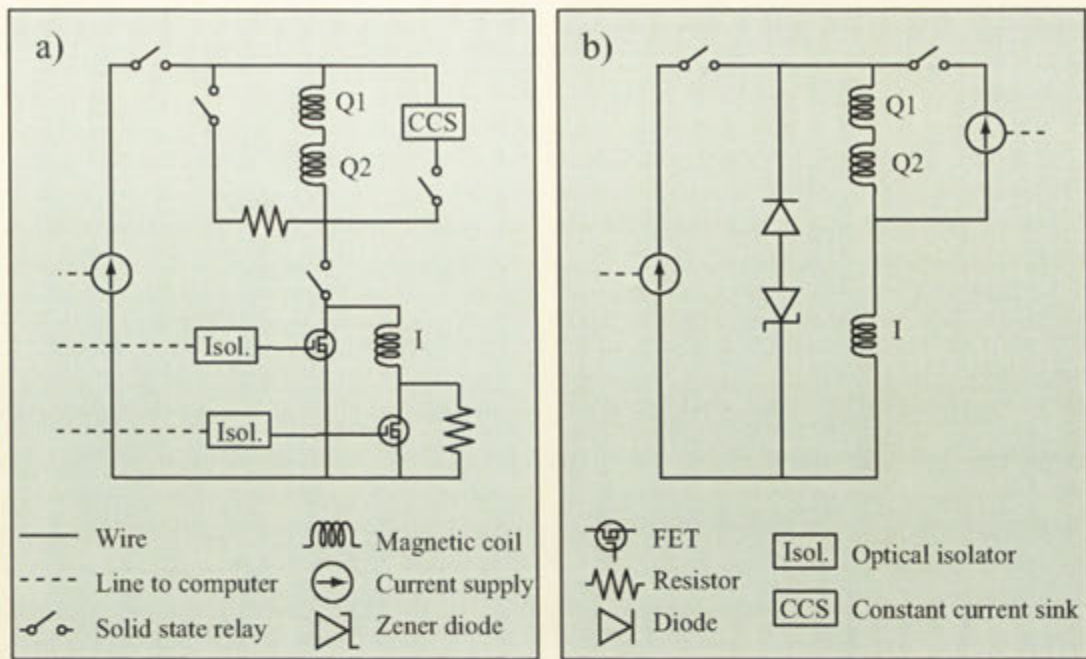 a)
Q1
Q2
CCS
Isol.
I
Isol.
Wire
Line to computer
Solid state relay
Magnetic coil
Current supply
Zener diode
b)
Q1
Q2
I
FET
Resistor
Diode
Isol. Optical isolator
CCS Constant current sink